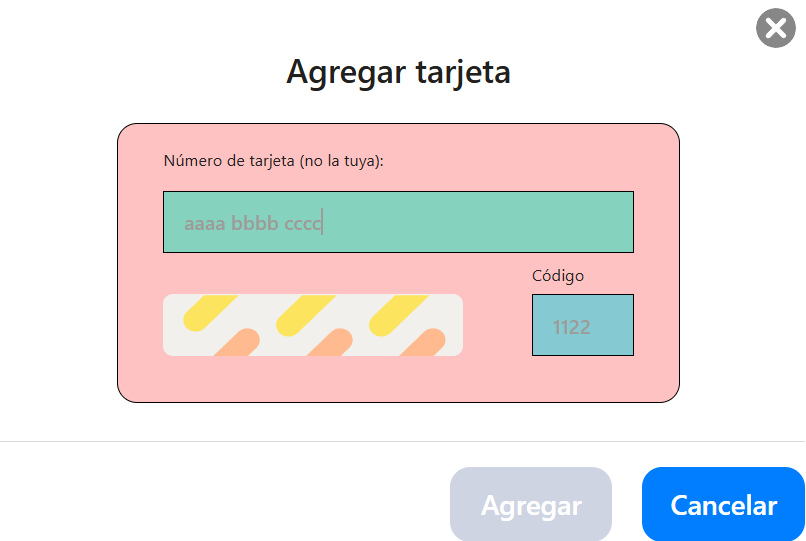 Agregar tarjeta
Número de tarjeta (no la tuya):
aaaa bbbb cccc
Código
1122
Agregar
Cancelar